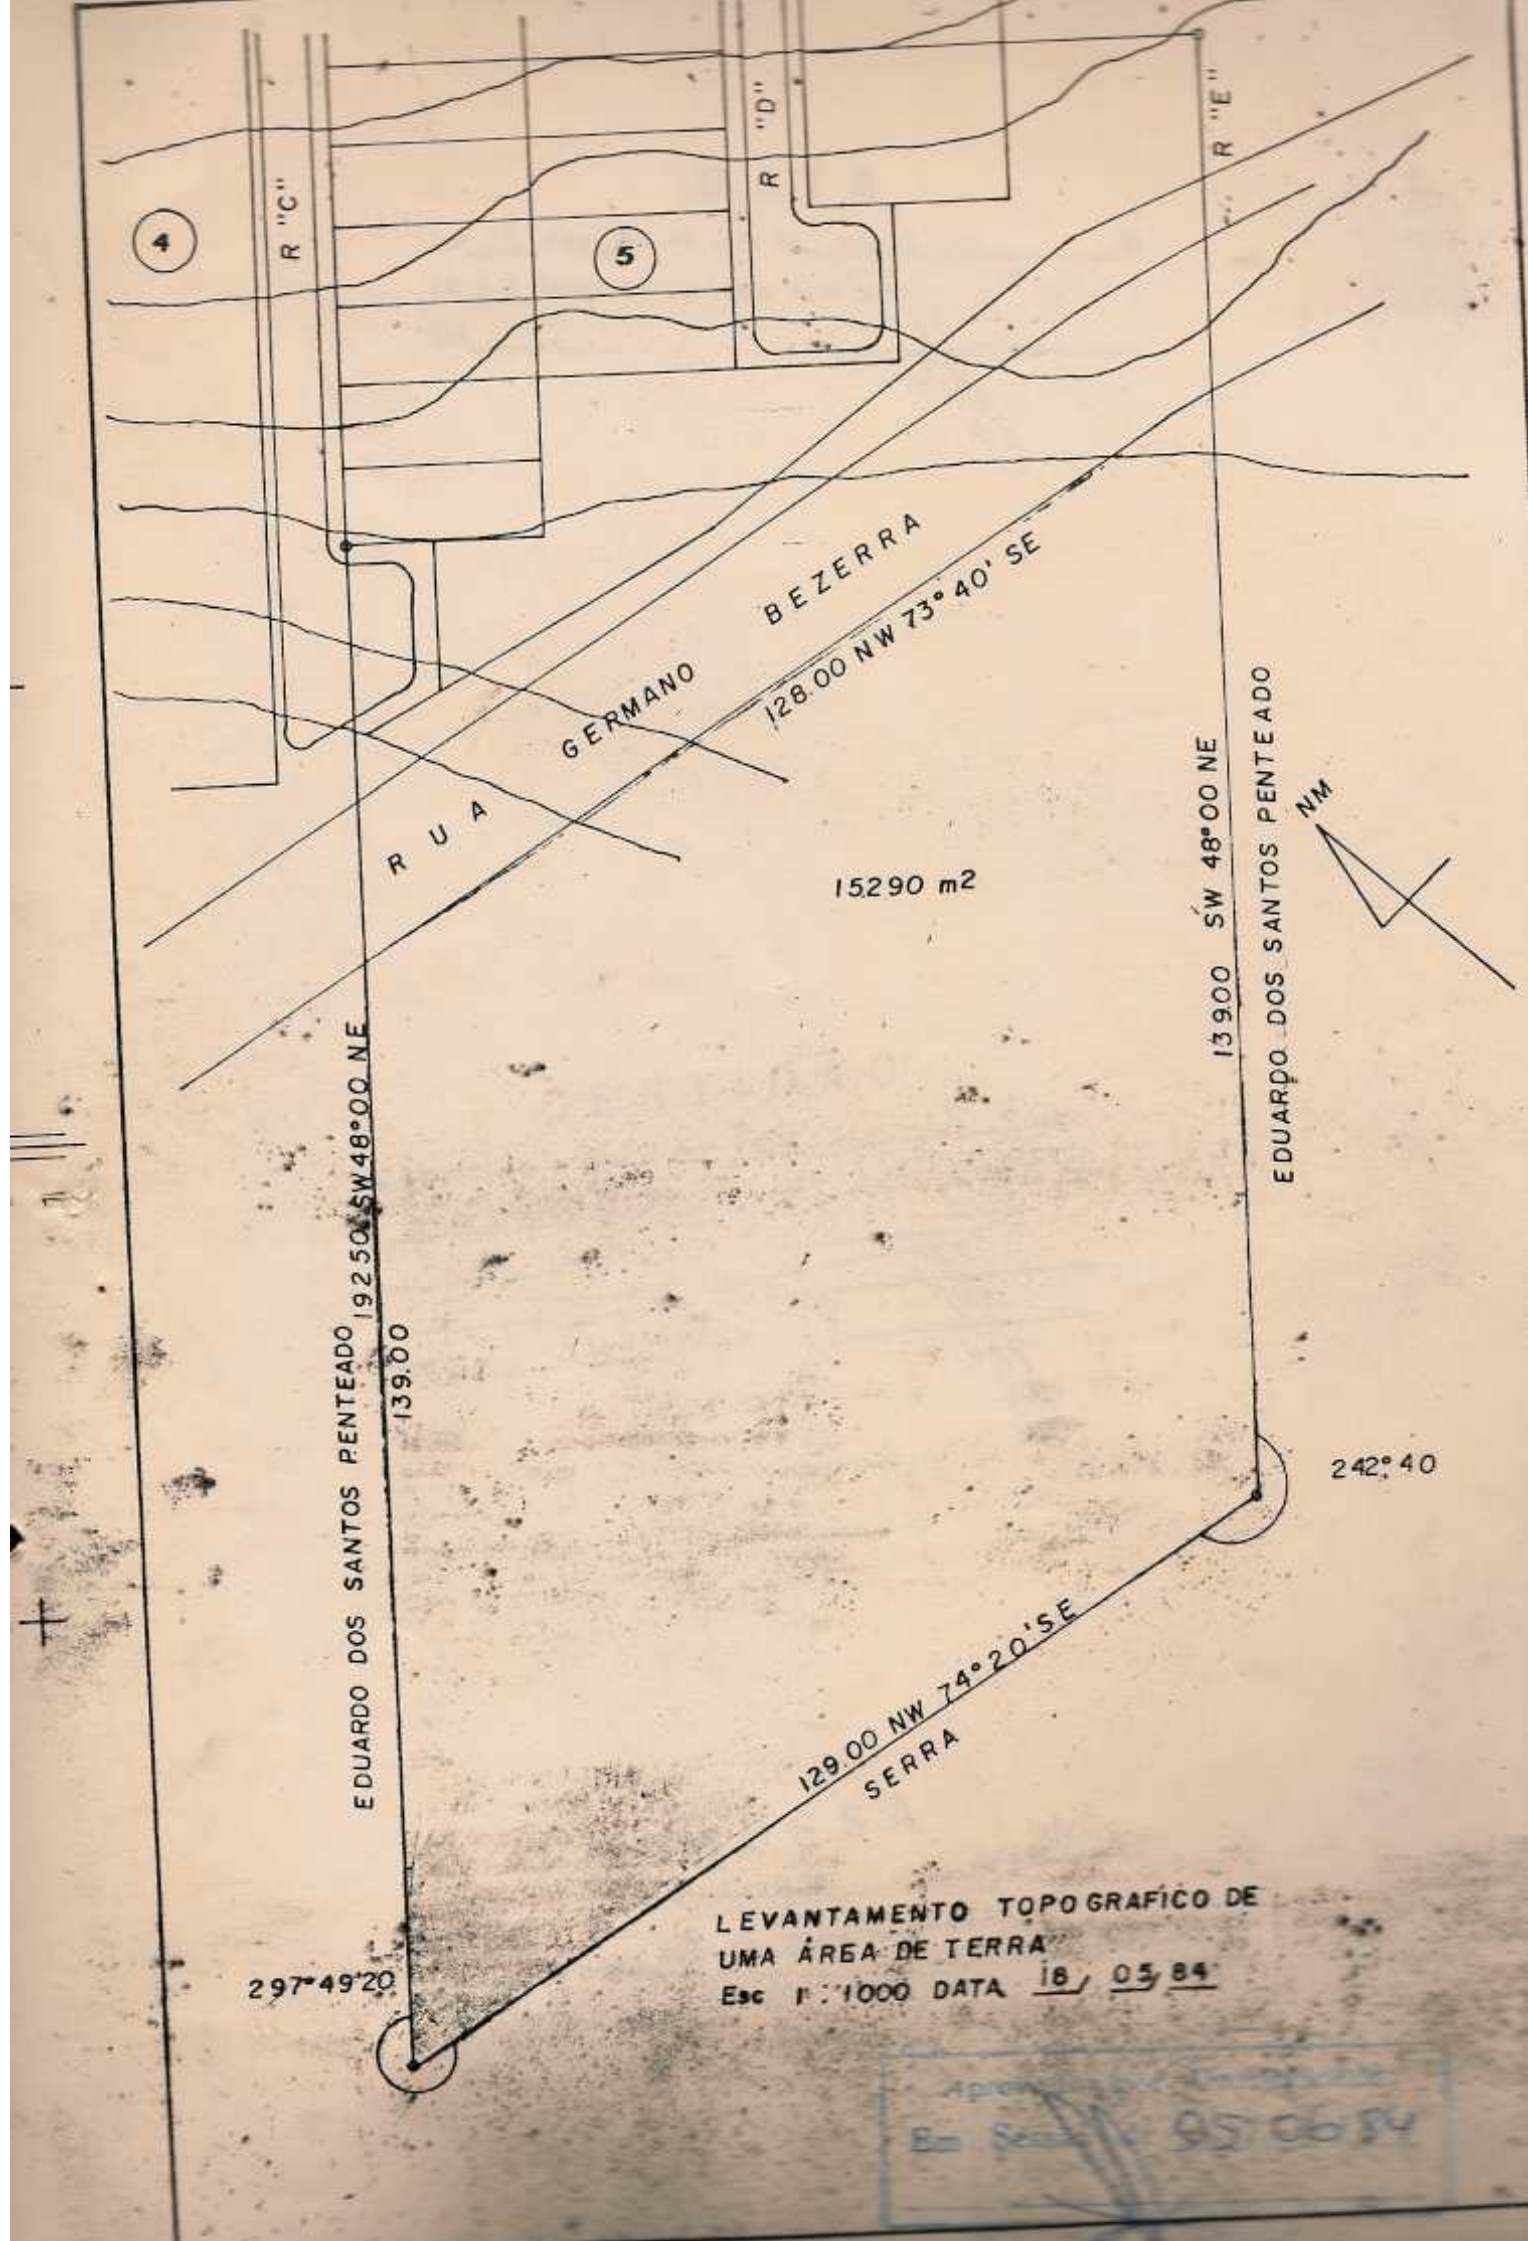 R "C"
R "D"
R "E"
4
5
RUA GERMANO BEZERRA
128.00 NW 73° 40' SE
15290 m2
139.00 SW 48° 00 NE
EDUARDO DOS SANTOS PENTEADO
NM
192 50 SW 48° 00 NE
139.00
EDUARDO DOS SANTOS PENTEADO
242° 40
129.00 NW 74° 20' SE
SERRA
297° 49' 20
LEVANTAMENTO TOPOGRAFICO DE
UMA ÁREA DE TERRA
Esc 1:1000 DATA 18/ 05/ 84
05 06 84